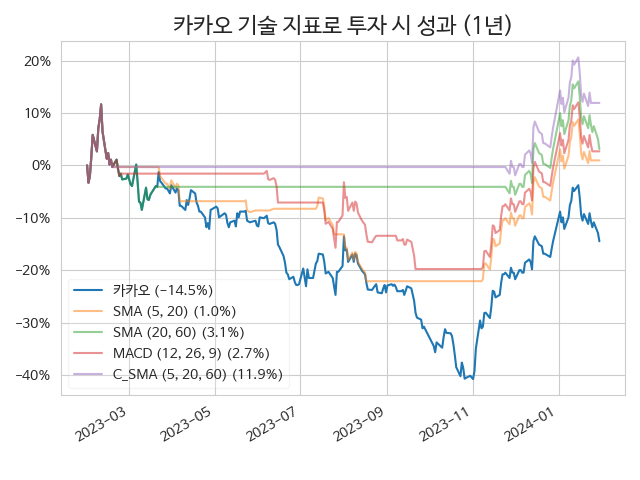 카카오 기술 지표로 투자 시 성과 (1년)
20%
10%
0%
−10%
−20%
−30%
−40%
카카오 (−14.5%)
SMA (5, 20) (1.0%)
SMA (20, 60) (3.1%)
MACD (12, 26, 9) (2.7%)
C_SMA (5, 20, 60) (11.9%)
2023−03
2023−05
2023−07
2023−09
2023−11
2024−01